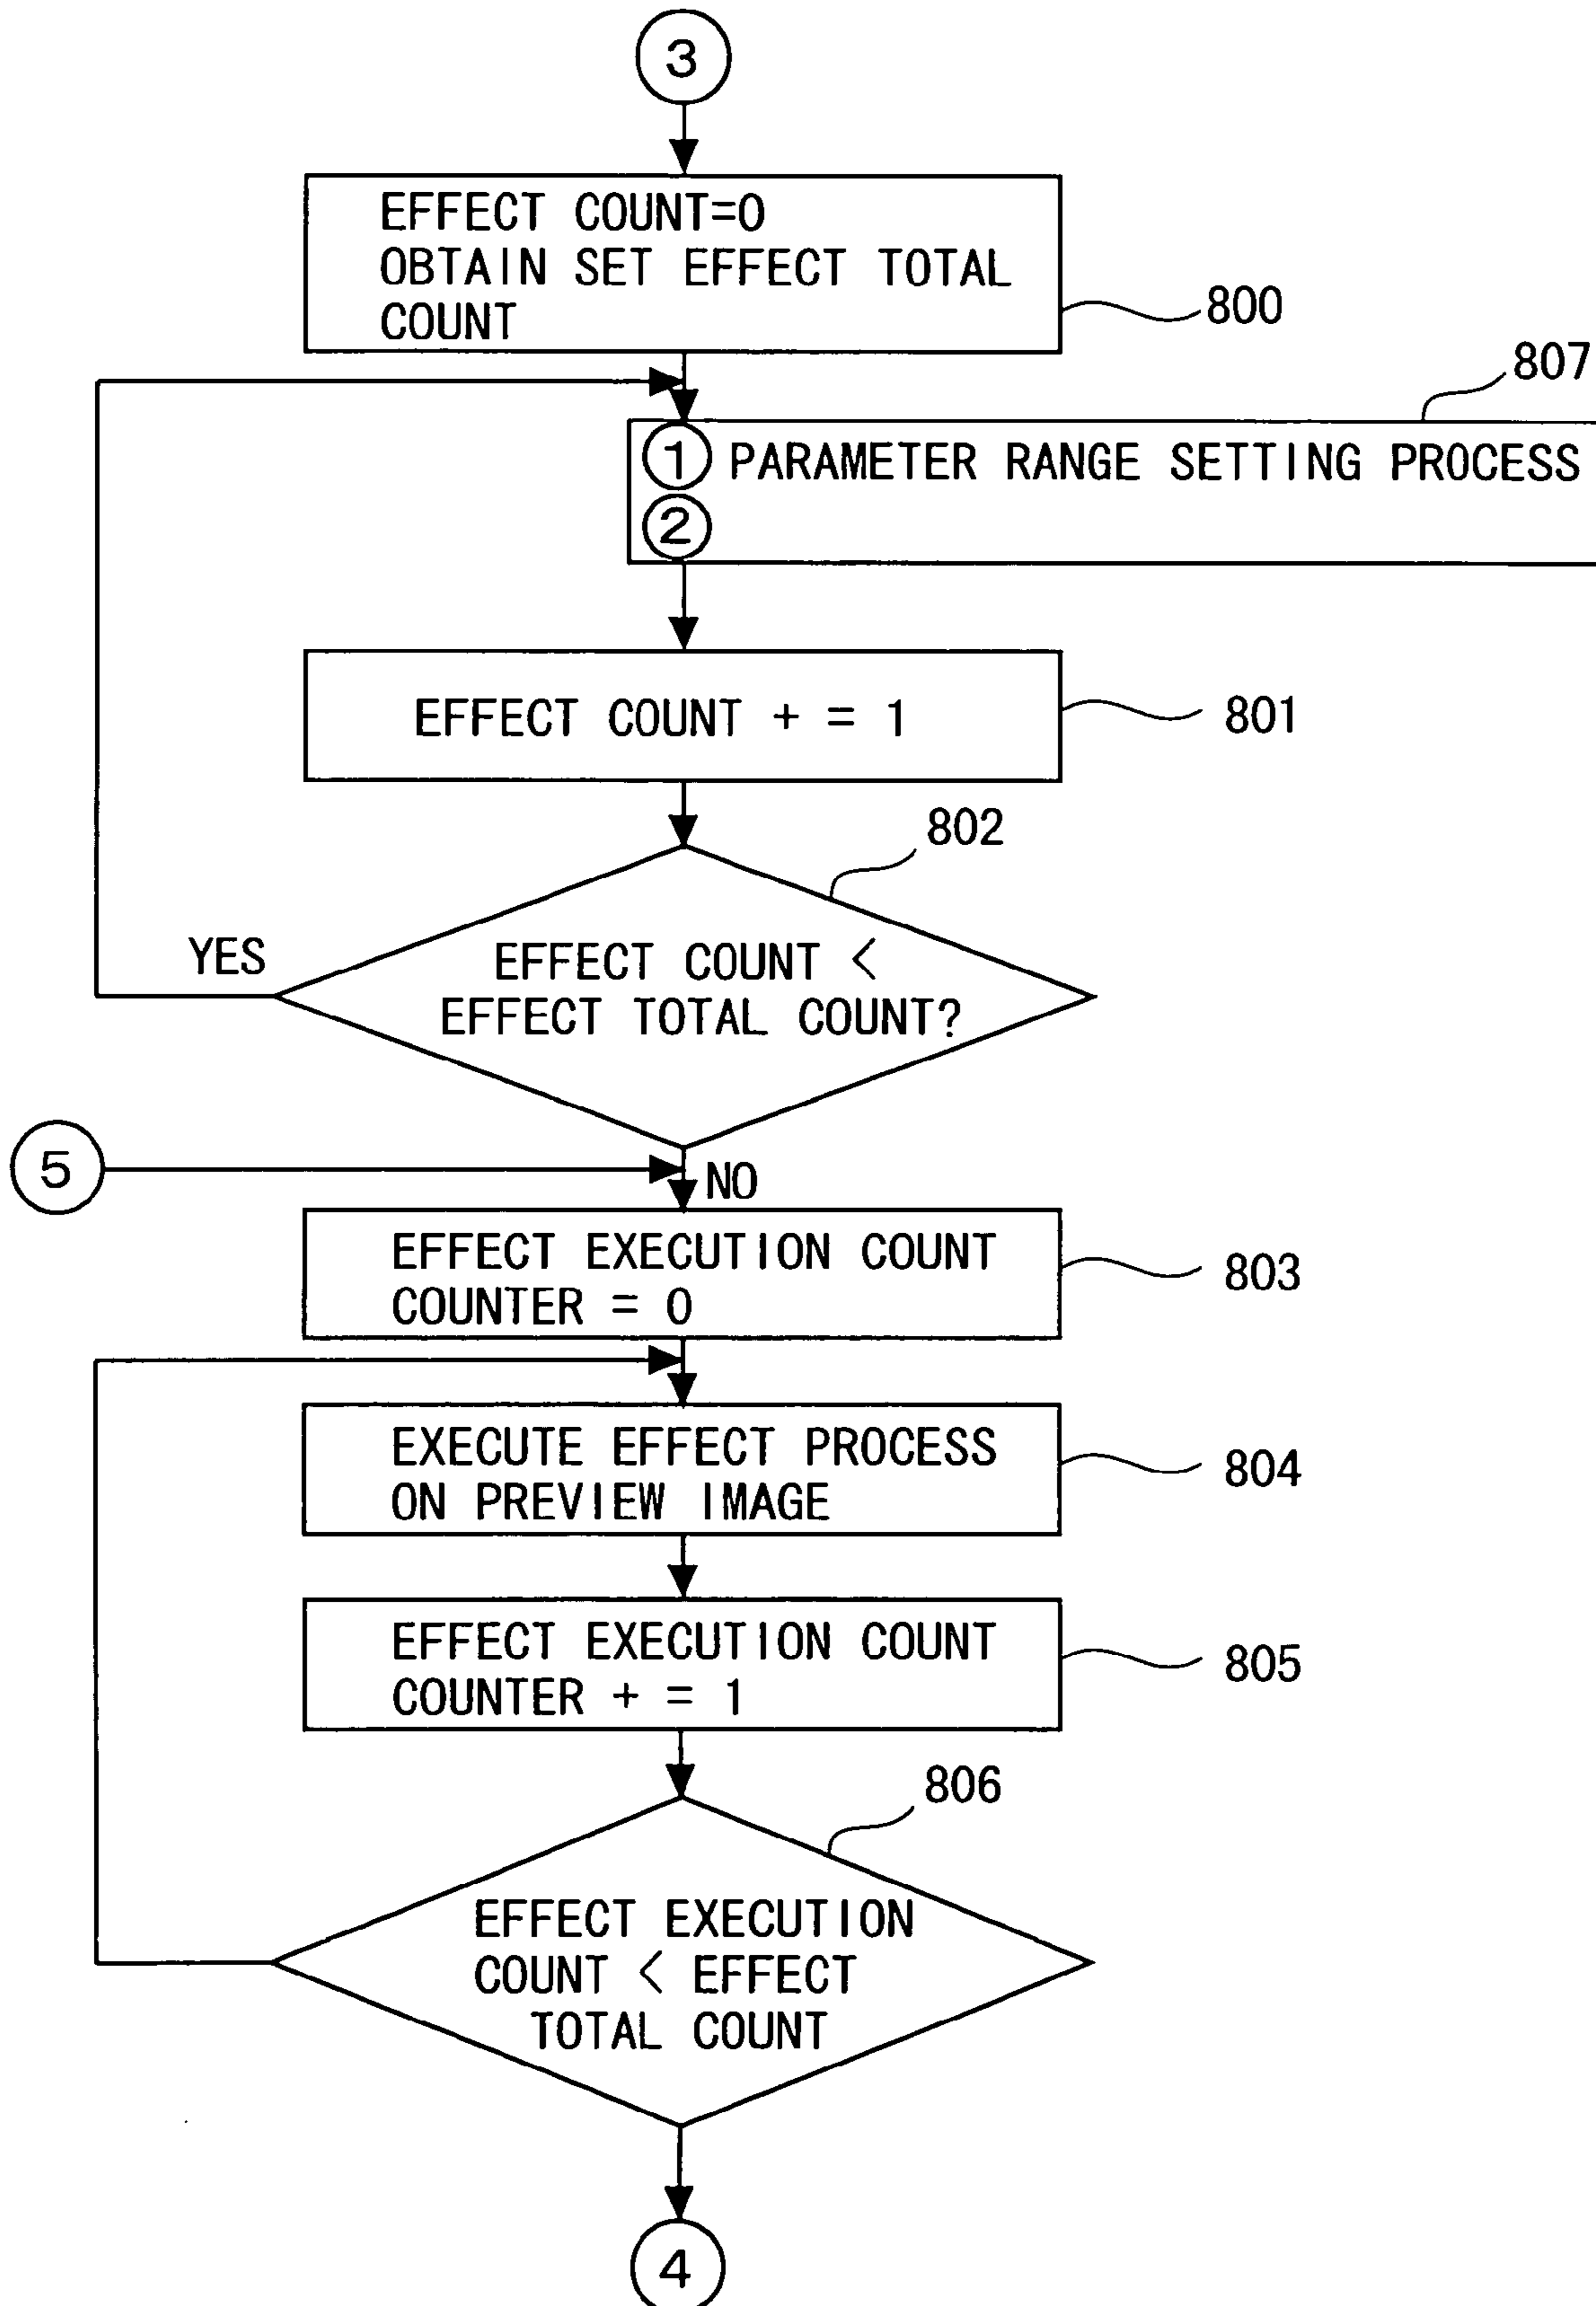 3
EFFECT COUNT=0
OBTAIN SET EFFECT TOTAL
COUNT
800
807
1 PARAMETER RANGE SETTING PROCESS
2
EFFECT COUNT + = 1
801
802
YES
EFFECT COUNT <
EFFECT TOTAL COUNT?
5
NO
EFFECT EXECUTION COUNT
COUNTER = 0
803
EXECUTE EFFECT PROCESS
ON PREVIEW IMAGE
804
EFFECT EXECUTION COUNT
COUNTER + = 1
805
806
EFFECT EXECUTION
COUNT < EFFECT
TOTAL COUNT
4